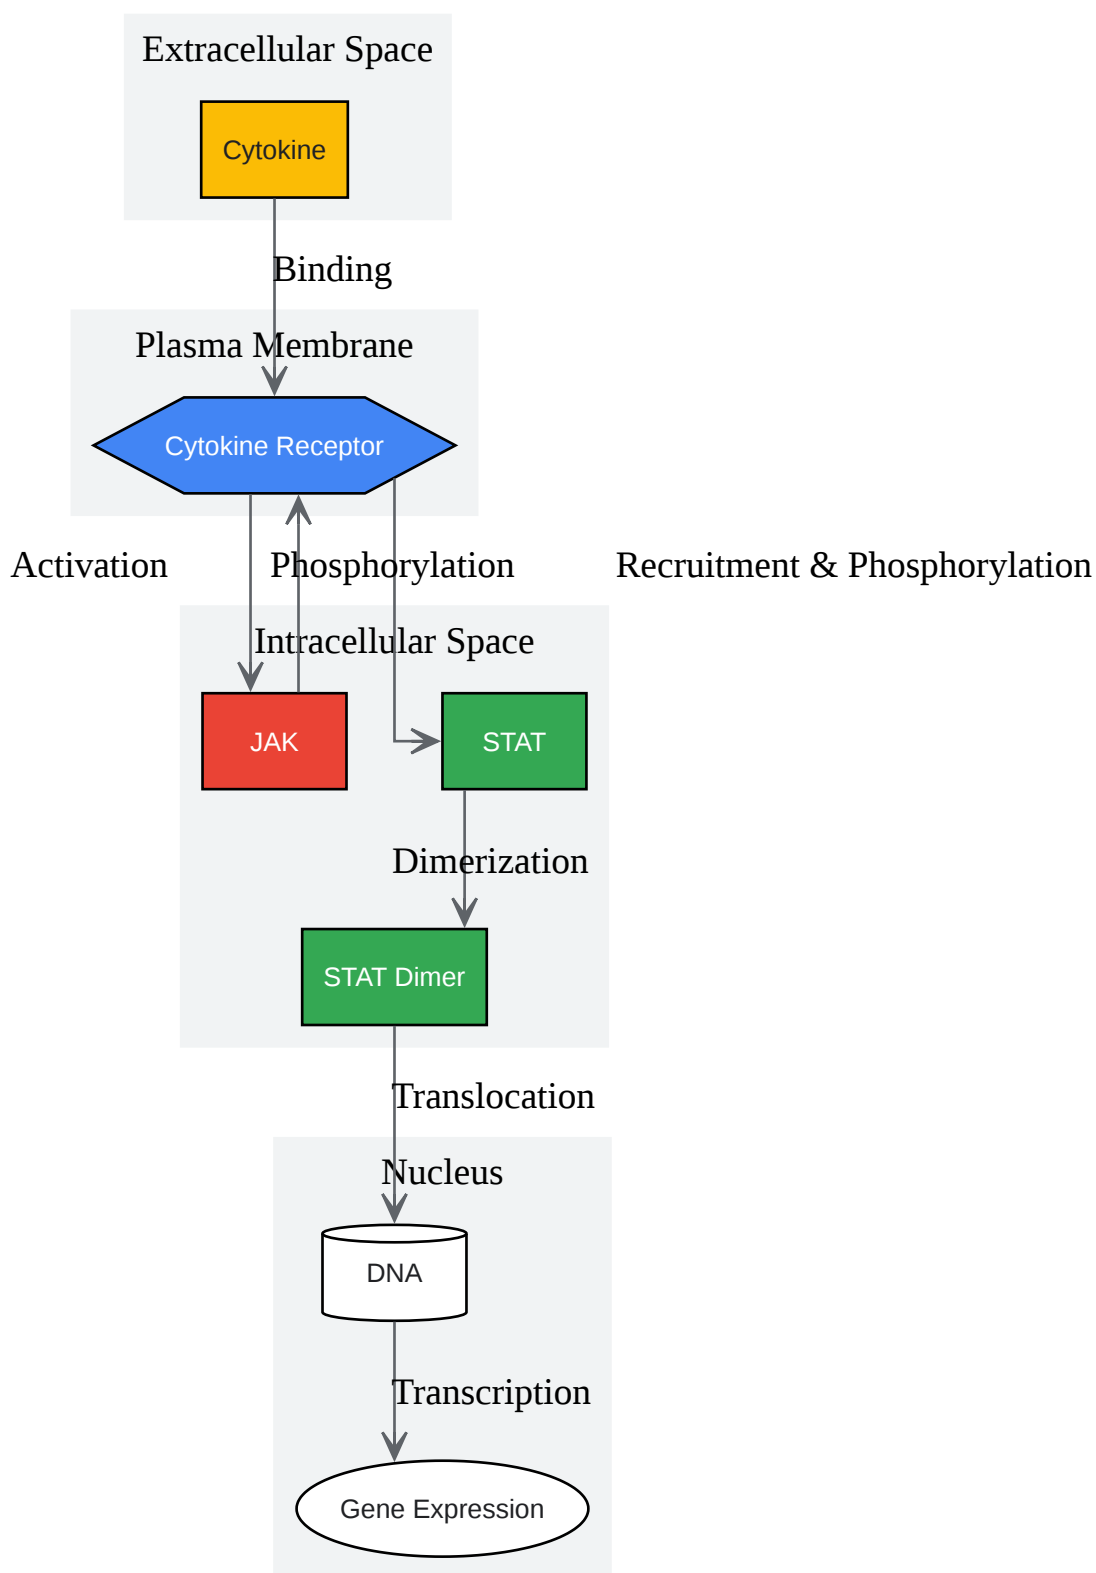 Extracellular Space
Cytokine
Binding
Plasma Membrane
Cytokine Receptor
Activation
Phosphorylation
Recruitment & Phosphorylation
Intracellular Space
JAK
STAT
Dimerization
STAT Dimer
Translocation
Nucleus
DNA
Transcription
Gene Expression